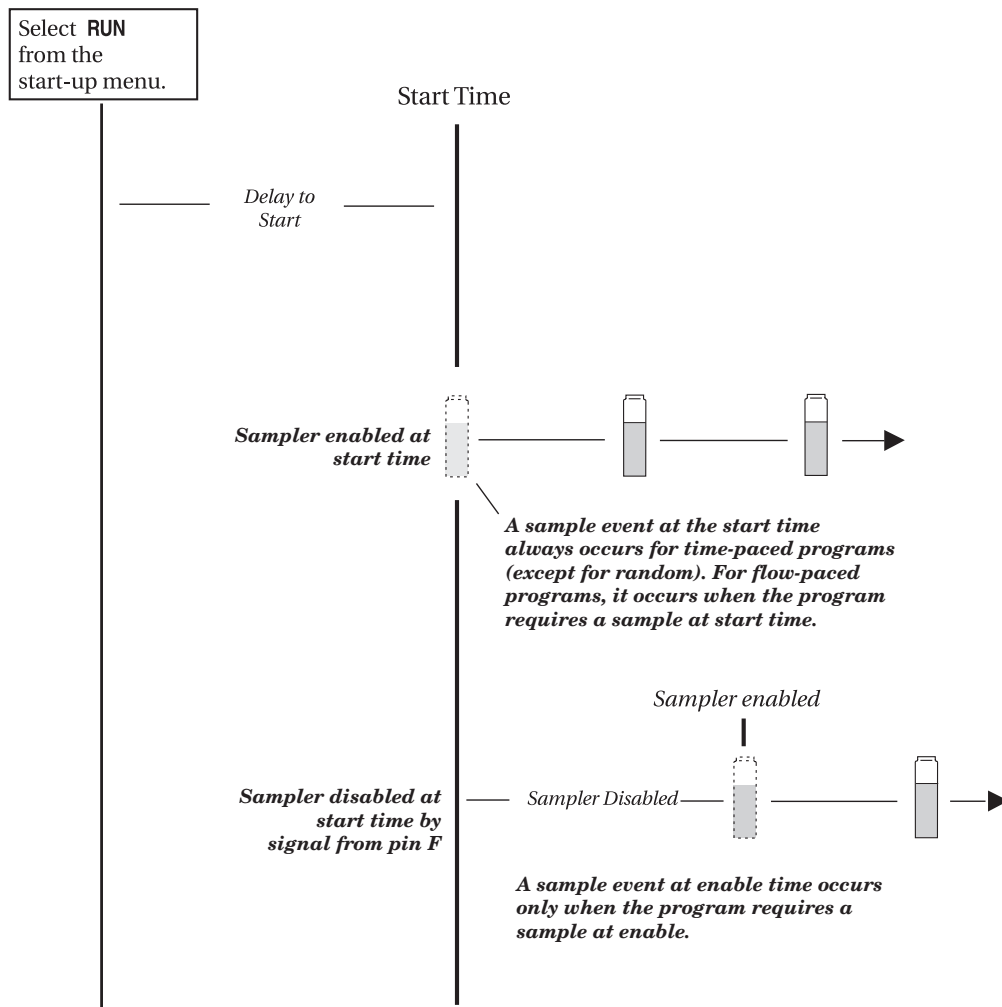 Select RUN
from the
start-up menu.
Start Time
Delay to
Start
Sampler enabled at
start time
A sample event at the start time
always occurs for time-paced programs
(except for random). For flow-paced
programs, it occurs when the program
requires a sample at start time.
Sampler enabled
Sampler disabled at
start time by
signal from pin F
Sampler Disabled
A sample event at enable time occurs
only when the program requires a
sample at enable.